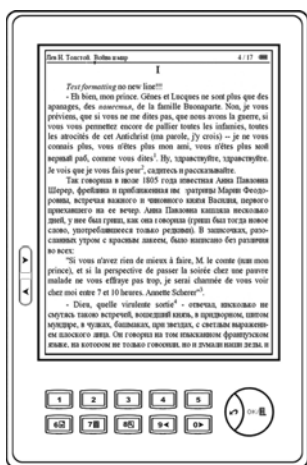 Лев Н. Толстой. Война и мир 4 / 17
I
Test formatting no new line!!!
- Eh bien, mon prince. Gênes et Lucques ne sont plus que des
apanages, des поместья, de la famille Buonaparte. Non, je vous
préviens, que si vous ne me dites pas, que nous avons la guerre, si
vous vous permettez encore de pallier toutes les infamies, toutes
les atrocités de cet Antichrist (ma parole, j'y crois) -- je ne vous
connais plus, vous n'êtes plus mon ami, vous n'êtes plus мой
верный раб, comme vous dites¹. Ну, здравствуйте, здравствуйте.
Je vois que je vous fais peur², садитесь и рассказывайте.
Так говорила в июле 1805 года известная Анна Павловна
Шерер, фрейлина и приближенная им ратрицы Марии Феодо-
ровны, встречая важного и чиновного князя Василия, первого
приехавшего на ее вечер. Анна Павловна кашляла несколько
дней, у нее был грипп, как она говорила (грипп был тогда новое
слово, употреблявшееся только редкими). В записочках, разо-
сланных утром с красным лакеем, было написано без различия
во всех:
"Si vous n'avez rien de mieux à faire, M. le comte (или mon
prince), et si la perspective de passer la soirée chez une pauvre
malade ne vous effraye pas trop, je serai charmée de vous voir
chez moi entre 7 et 10 heures. Annette Scherer"³.
- Dieu, quelle virulente sortie⁴ - отвечал, нисколько не
смутясь такою встречей, вошедший князь, в придворном, шитом
мундире, в чулках, башмаках, при звездах, с светлым выражени-
ем плоского лица. Он говорил на том изысканном французском
языке, на котором не только говорили, но и думали наши деды, и
1 2 3 4 5
6 7 8 9 0
OK